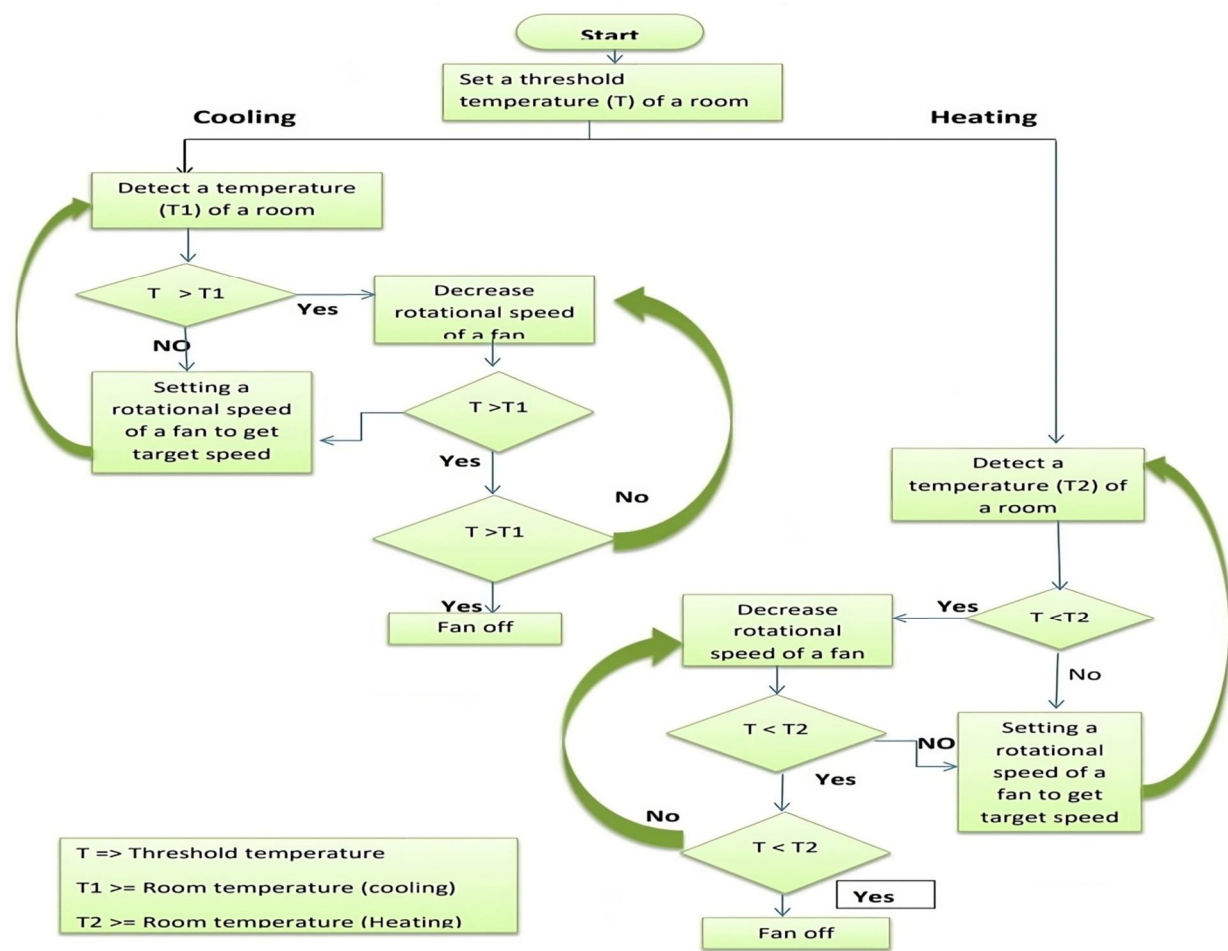 Start
Set a threshold
temperature (T) of a room
Cooling
Heating
Detect a temperature
(T1) of a room
T > T1
Yes
Decrease
rotational speed
of a fan
NO
Setting a
rotational speed
of a fan to get
target speed
T >T1
Yes
No
T >T1
Yes
Fan off
Detect a
temperature (T2) of
a room
T <T2
Yes
Decrease
rotational
speed of a fan
No
T < T2
NO
Setting a
rotational
speed of a
fan to get
target speed
Yes
No
T < T2
Yes
Fan off
T => Threshold temperature
T1 >= Room temperature (cooling)
T2 >= Room temperature (Heating)